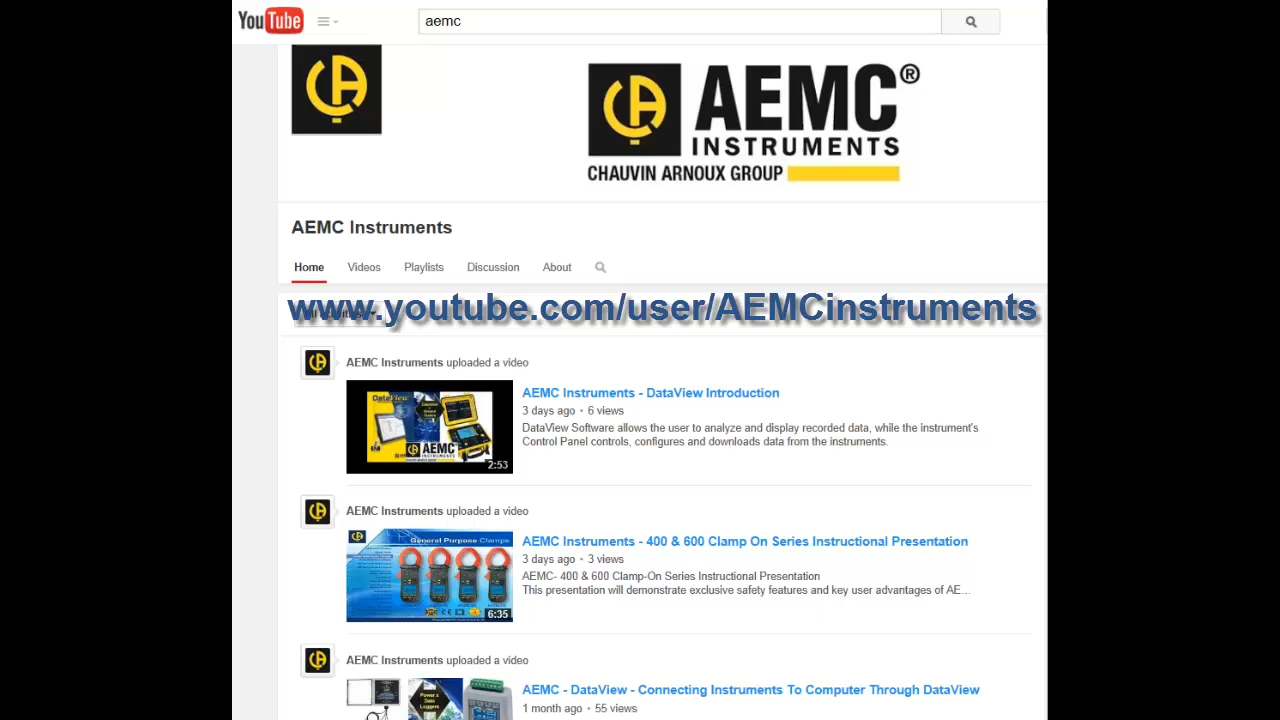 YouTube
aemc
AEMC®
INSTRUMENTS
CHAUVIN ARNOUX GROUP
AEMC Instruments
Home Videos Playlists Discussion About
www.youtube.com/user/AEMCinstruments
AEMC Instruments uploaded a video
DataView
AEMC
INSTRUMENTS
2:53
AEMC Instruments - DataView Introduction
3 days ago • 6 views
DataView Software allows the user to analyze and display recorded data, while the instrument's
Control Panel controls, configures and downloads data from the instruments.
AEMC Instruments uploaded a video
General Purpose Clamps
6:35
AEMC Instruments - 400 & 600 Clamp On Series Instructional Presentation
3 days ago • 3 views
AEMC- 400 & 600 Clamp-On Series Instructional Presentation
This presentation will demonstrate exclusive safety features and key user advantages of AE...
AEMC Instruments uploaded a video
Power &
Data
Loggers
AEMC - DataView - Connecting Instruments To Computer Through DataView
1 month ago • 55 views